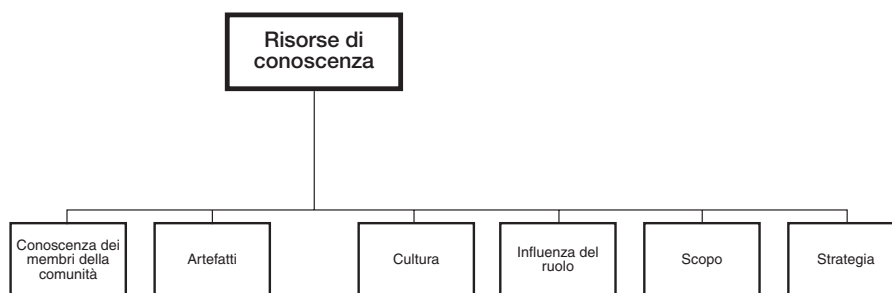 Risorse di
conoscenza
Conoscenza dei
membri della
comunità
Artefatti
Cultura
Influenza del
ruolo
Scopo
Strategia